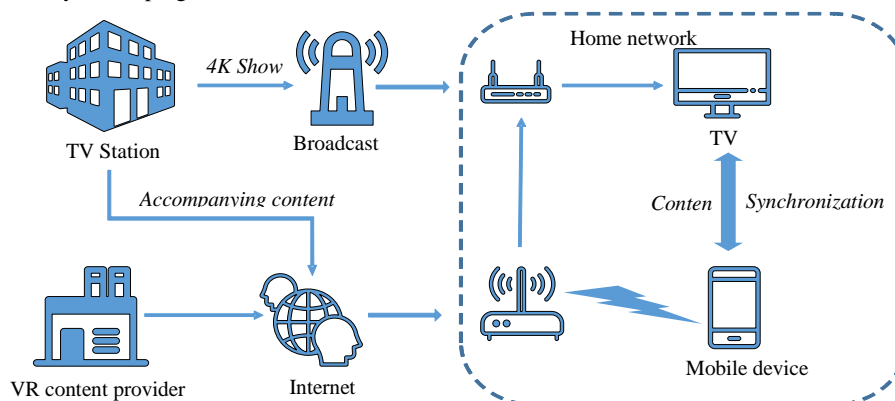 Home network
4K Show
TV Station
Broadcast
TV
Accompanying content
Conten
Synchronization
VR content provider
Internet
Mobile device